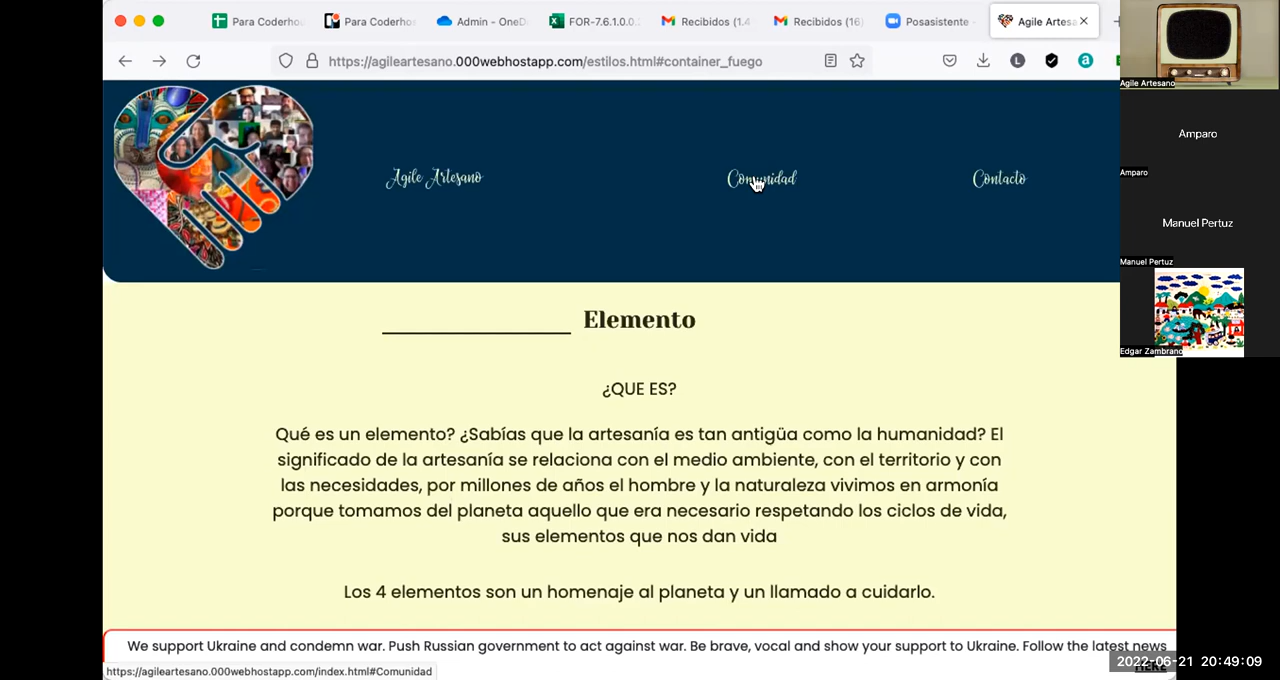 Para Coderho
Para Coderhos
Admin - OneD
FOR-7.6.1.0.0.
Recibidos (1.4
Recibidos (16)
Posasistente -
Agile Artesa
https://agileartesano.000webhostapp.com/estilos.html#container_fuego
Agile Artesano
Amparo
Amparo
Manuel Pertuz
Manuel Pertuz
Edgar Zambrano
Agile Artesano
Comunidad
Contacto
Elemento
¿QUE ES?
Qué es un elemento? ¿Sabías que la artesanía es tan antigüa como la humanidad? El
significado de la artesanía se relaciona con el medio ambiente, con el territorio y con
las necesidades, por millones de años el hombre y la naturaleza vivimos en armonía
porque tomamos del planeta aquello que era necesario respetando los ciclos de vida,
sus elementos que nos dan vida
Los 4 elementos son un homenaje al planeta y un llamado a cuidarlo.
We support Ukraine and condemn war. Push Russian government to act against war. Be brave, vocal and show your support to Ukraine. Follow the latest news
2022-06-21 20:49:09
https://agileartesano.000webhostapp.com/index.html#Comunidad